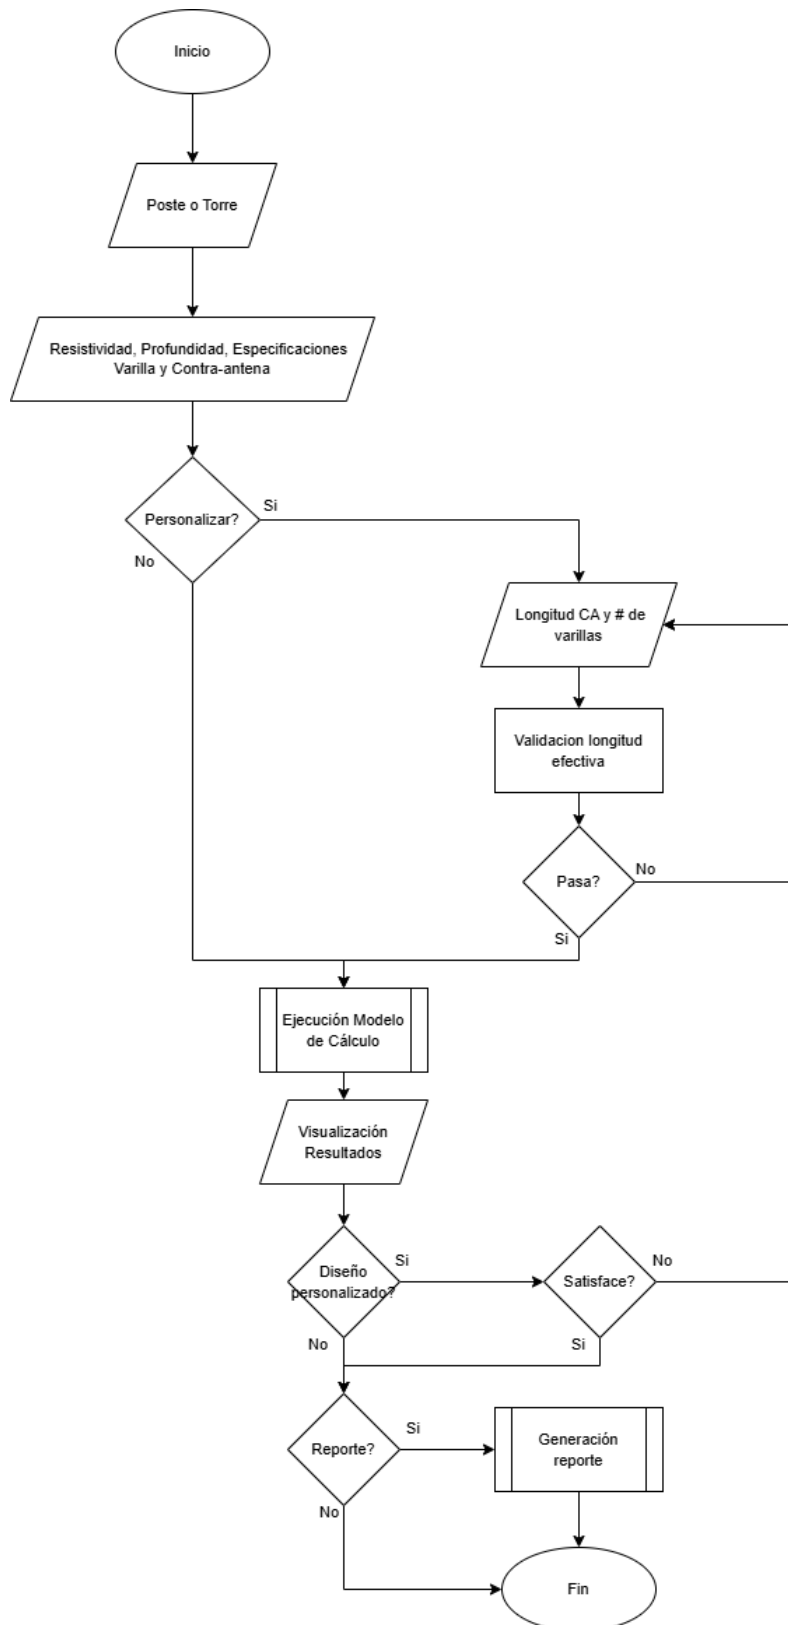 Inicio
Poste o Torre
Resistividad, Profundidad, Especificaciones
Varilla y Contra-antena
Personalizar?
Si
No
Longitud CA y # de
varillas
Validacion longitud
efectiva
Pasa?
No
Si
Ejecución Modelo
de Cálculo
Visualización
Resultados
Diseño
personalizado?
Si
No
Satisface?
No
Si
Reporte?
Si
No
Generación
reporte
Fin